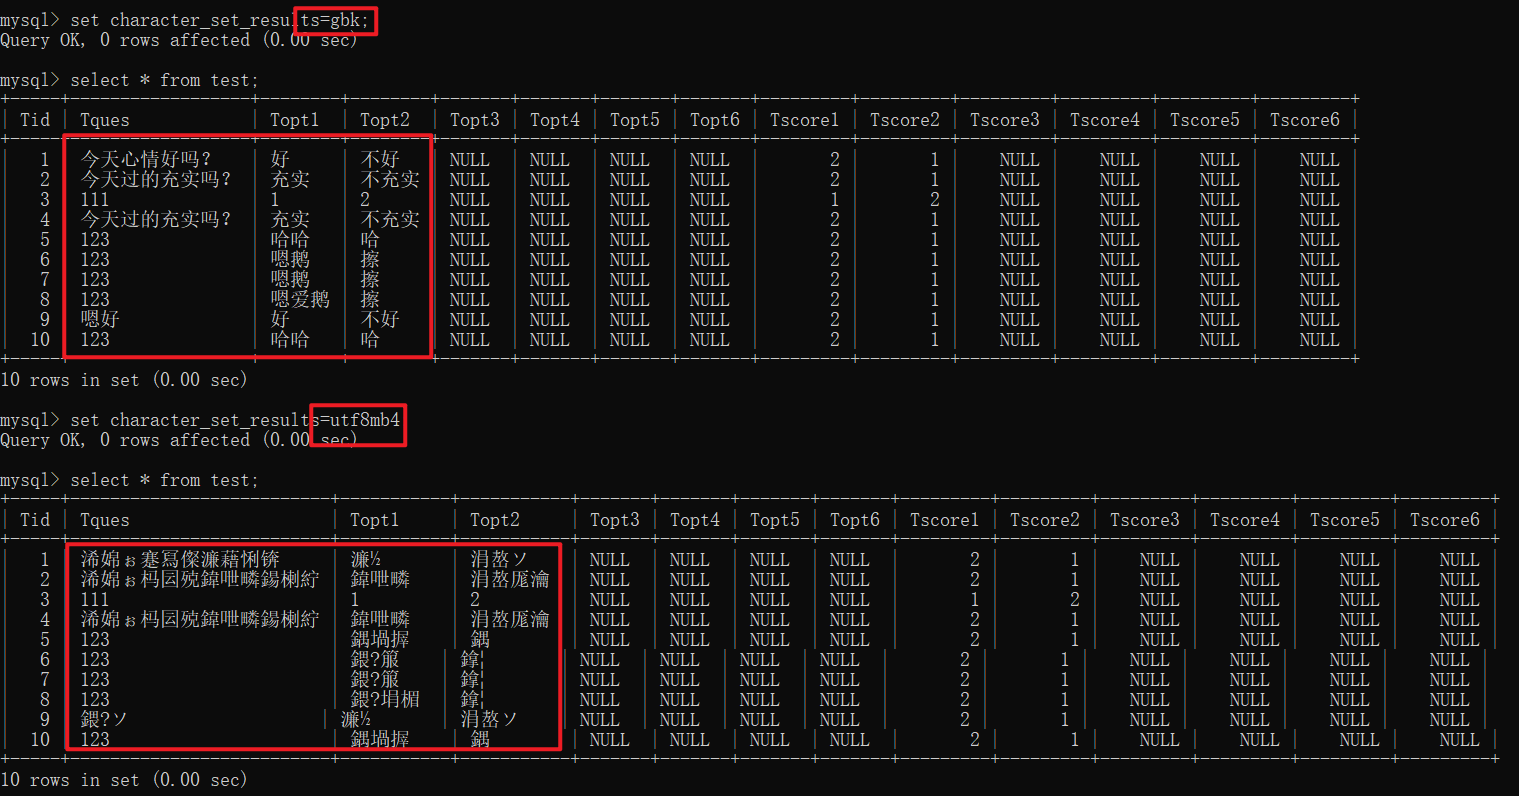 mysql> set character_set_results=gbk;
Query OK, 0 rows affected (0.00 sec)
mysql> select * from test;
| Tid | Tques | Topt1 | Topt2 | Topt3 | Topt4 | Topt5 | Topt6 | Tscore1 | Tscore2 | Tscore3 | Tscore4 | Tscore5 | Tscore6 |
| 1 | 今天心情好吗? | 好 | 不好 | NULL | NULL | NULL | NULL | 2 | 1 | NULL | NULL | NULL | NULL |
| 2 | 今天过的充实吗? | 充实 | 不充实 | NULL | NULL | NULL | NULL | 2 | 1 | NULL | NULL | NULL | NULL |
| 3 | 111 | 1 | 2 | NULL | NULL | NULL | NULL | 1 | 2 | NULL | NULL | NULL | NULL |
| 4 | 今天过的充实吗? | 充实 | 不充实 | NULL | NULL | NULL | NULL | 2 | 1 | NULL | NULL | NULL | NULL |
| 5 | 123 | 哈哈 | 哈 | NULL | NULL | NULL | NULL | 2 | 1 | NULL | NULL | NULL | NULL |
| 6 | 123 | 嗯鹅 | 擦 | NULL | NULL | NULL | NULL | 2 | 1 | NULL | NULL | NULL | NULL |
| 7 | 123 | 嗯鹅 | 擦 | NULL | NULL | NULL | NULL | 2 | 1 | NULL | NULL | NULL | NULL |
| 8 | 123 | 嗯爱鹅 | 擦 | NULL | NULL | NULL | NULL | 2 | 1 | NULL | NULL | NULL | NULL |
| 9 | 嗯好 | 好 | 不好 | NULL | NULL | NULL | NULL | 2 | 1 | NULL | NULL | NULL | NULL |
| 10 | 123 | 哈哈 | 哈 | NULL | NULL | NULL | NULL | 2 | 1 | NULL | NULL | NULL | NULL |
10 rows in set (0.00 sec)
mysql> set character_set_results=utf8mb4
Query OK, 0 rows affected (0.00 sec)
mysql> select * from test;
| Tid | Tques | Topt1 | Topt2 | Topt3 | Topt4 | Topt5 | Topt6 | Tscore1 | Tscore2 | Tscore3 | Tscore4 | Tscore5 | Tscore6 |
| 1 | 浠婂ぉ蹇冩儏濂藉悧锛 | 濂½ | 涓嶅ソ | NULL | NULL | NULL | NULL | 2 | 1 | NULL | NULL | NULL | NULL |
| 2 | 浠婂ぉ杩囩殑鍏呭疄鍚楋紵 | 鍏呭疄 | 涓嶅厖瀹 | NULL | NULL | NULL | NULL | 2 | 1 | NULL | NULL | NULL | NULL |
| 3 | 111 | 1 | 2 | NULL | NULL | NULL | NULL | 1 | 2 | NULL | NULL | NULL | NULL |
| 4 | 浠婂ぉ杩囩殑鍏呭疄鍚楋紵 | 鍏呭疄 | 涓嶅厖瀹 | NULL | NULL | NULL | NULL | 2 | 1 | NULL | NULL | NULL | NULL |
| 5 | 123 | 鍝堝搱 | 鍝 | NULL | NULL | NULL | NULL | 2 | 1 | NULL | NULL | NULL | NULL |
| 6 | 123 | 鍡?箙 | 鎿¦ | NULL | NULL | NULL | NULL | 2 | 1 | NULL | NULL | NULL | NULL |
| 7 | 123 | 鍡?箙 | 鎿¦ | NULL | NULL | NULL | NULL | 2 | 1 | NULL | NULL | NULL | NULL |
| 8 | 123 | | 鎿¦ | NULL | NULL | NULL | NULL | 2 | 1 | NULL | NULL | NULL | NULL |
| 9 | 鍡?ソ | 濂½ | 涓嶅ソ | NULL | NULL | NULL | NULL | 2 | 1 | NULL | NULL | NULL | NULL |
| 10 | 123 | 鍝堝搱 | 鍝 | NULL | NULL | NULL | NULL | 2 | 1 | NULL | NULL | NULL | NULL |
10 rows in set (0.00 sec)